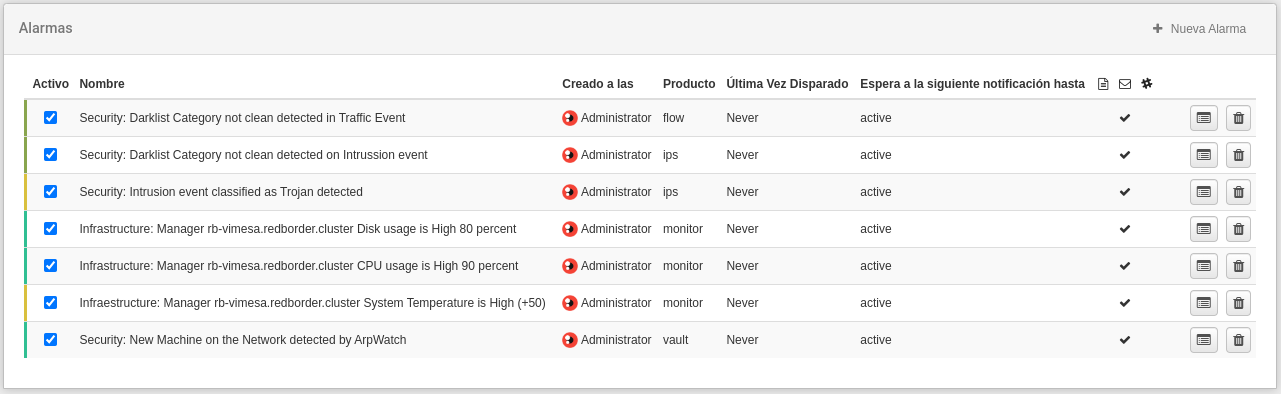 Alarmas
Nueva Alarma
Activo Nombre Creado a las Producto Última Vez Disparado Espera a la siguiente notificación hasta
Security: Darklist Category not clean detected in Traffic Event Administrator flow Never active
Security: Darklist Category not clean detected on Intrussion event Administrator ips Never active
Security: Intrusion event classified as Trojan detected Administrator ips Never active
Infrastructure: Manager rb-vimesa.redborder.cluster Disk usage is High 80 percent Administrator monitor Never active
Infrastructure: Manager rb-vimesa.redborder.cluster CPU usage is High 90 percent Administrator monitor Never active
Infraestructure: Manager rb-vimesa.redborder.cluster System Temperature is High (+50) Administrator monitor Never active
Security: New Machine on the Network detected by ArpWatch Administrator vault Never active